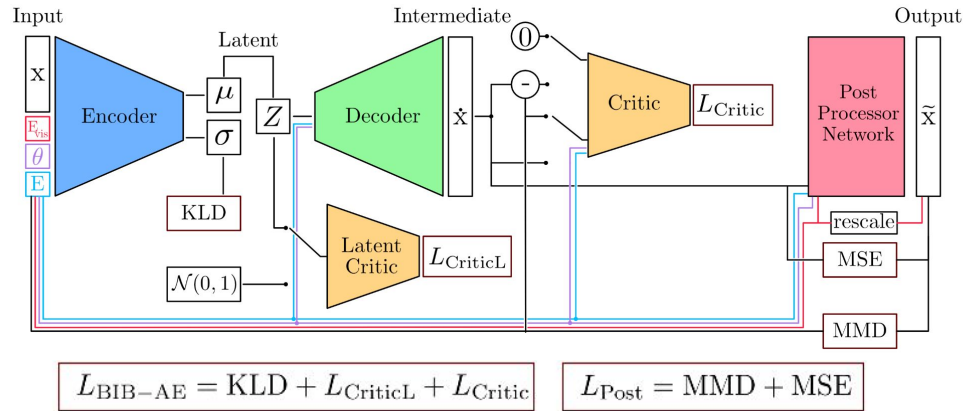 Input
Intermediate
Output
Latent
0
x
Encoder
μ
σ
Z
Decoder
ẋ
-
Critic
L_Critic
Post
Processor
Network
x̃
E_vis
θ
E
KLD
Latent
Critic
L_CriticL
N(0, 1)
rescale
MSE
MMD
L_BIB−AE = KLD + L_CriticL + L_Critic
L_Post = MMD + MSE